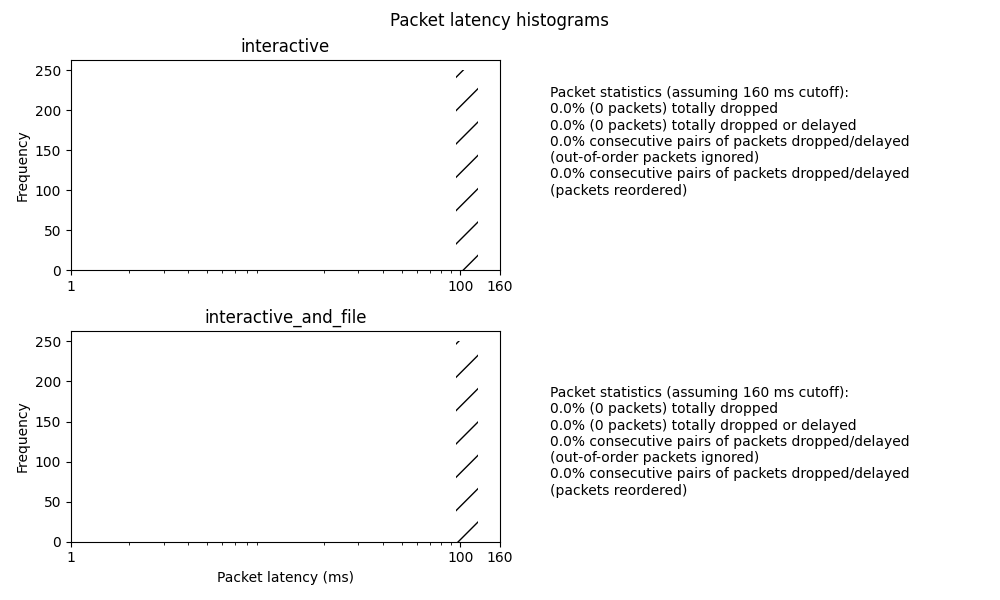 Packet latency histograms
interactive
250
200
150
100
50
0
Frequency
1
100
160
Packet statistics (assuming 160 ms cutoff):
0.0% (0 packets) totally dropped
0.0% (0 packets) totally dropped or delayed
0.0% consecutive pairs of packets dropped/delayed
(out-of-order packets ignored)
0.0% consecutive pairs of packets dropped/delayed
(packets reordered)
interactive_and_file
250
200
150
100
50
0
Frequency
1
100
160
Packet latency (ms)
Packet statistics (assuming 160 ms cutoff):
0.0% (0 packets) totally dropped
0.0% (0 packets) totally dropped or delayed
0.0% consecutive pairs of packets dropped/delayed
(out-of-order packets ignored)
0.0% consecutive pairs of packets dropped/delayed
(packets reordered)